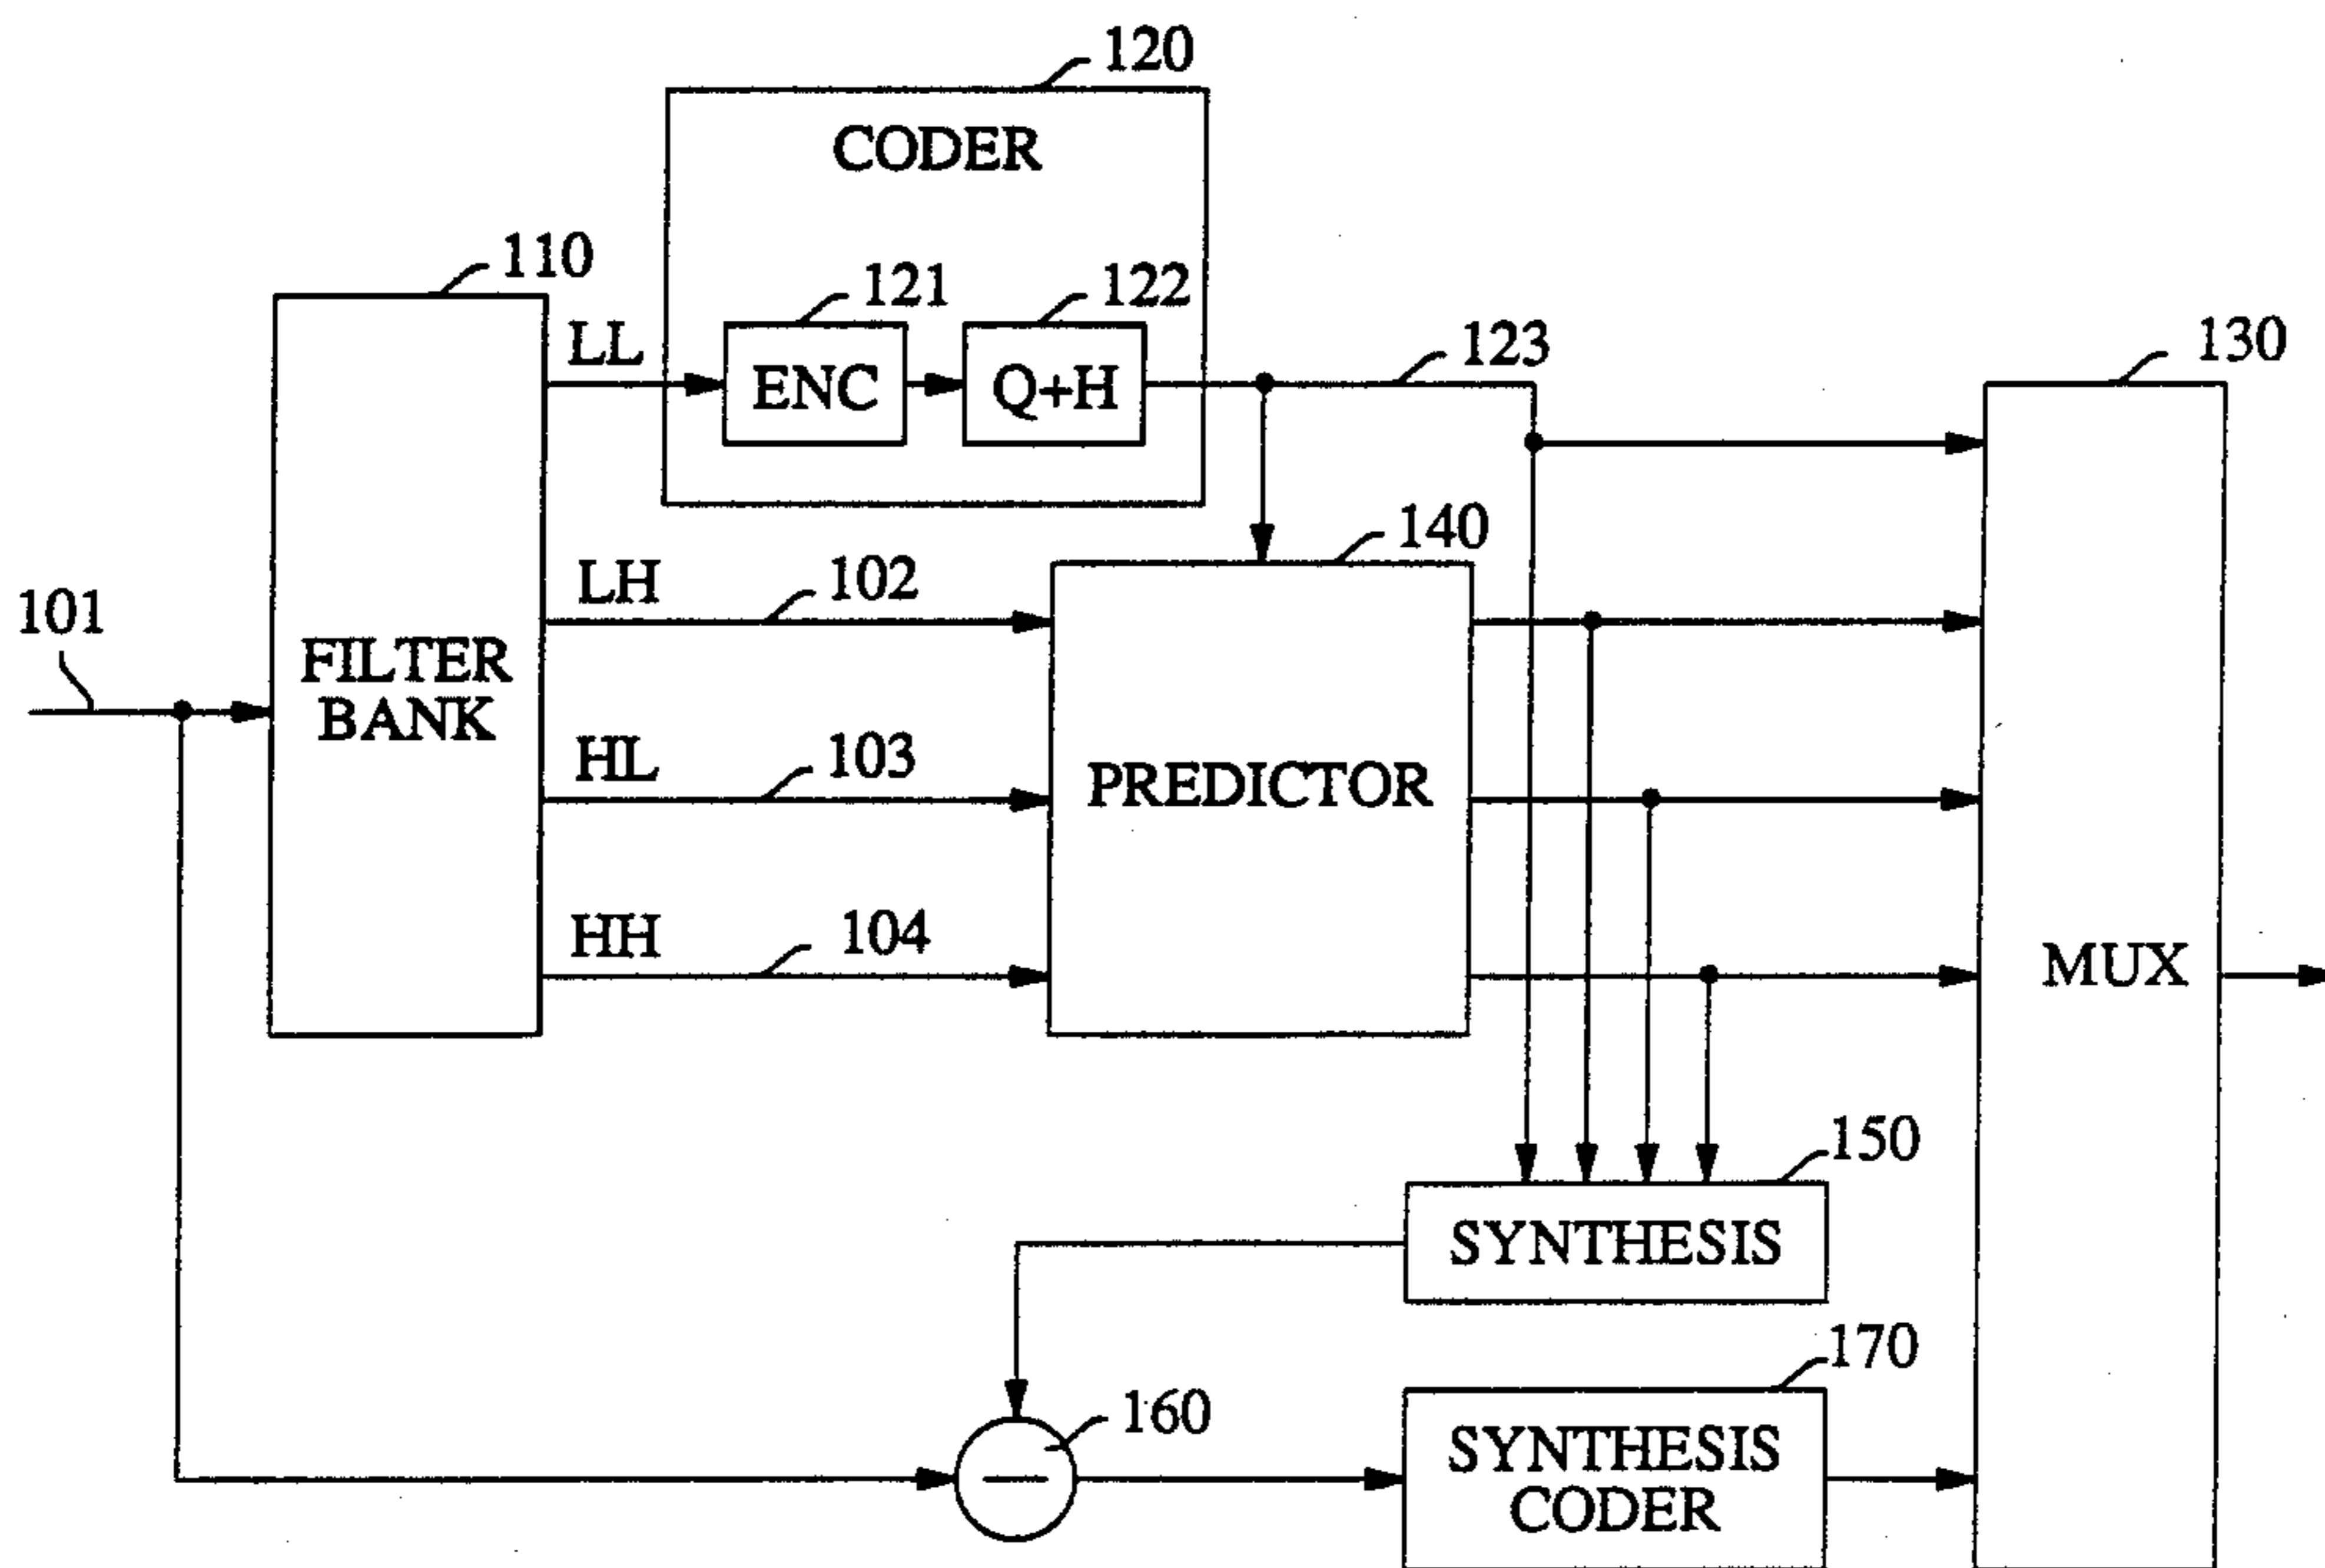 120
CODER
110
121
122
LL
ENC
Q+H
123
130
140
LH
102
101
FILTER
BANK
HL
103
PREDICTOR
HH
104
MUX
150
SYNTHESIS
170
160
SYNTHESIS
CODER